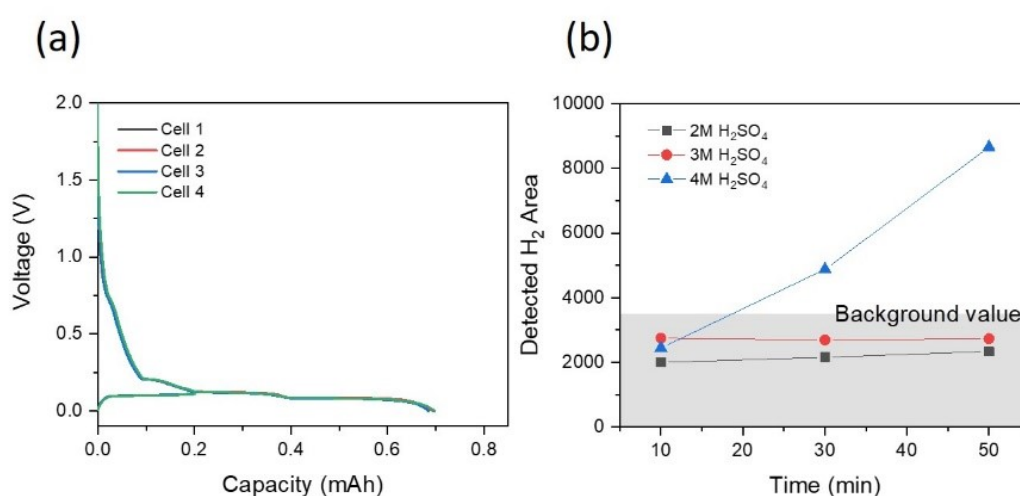 (a)
(b)
2.0
1.5
1.0
0.5
0.0
Voltage (V)
Cell 1
Cell 2
Cell 3
Cell 4
0.0 0.2 0.4 0.6 0.8
Capacity (mAh)
10000
8000
6000
4000
2000
0
Detected H₂ Area
2M H₂SO₄
3M H₂SO₄
4M H₂SO₄
Background value
10 20 30 40 50
Time (min)